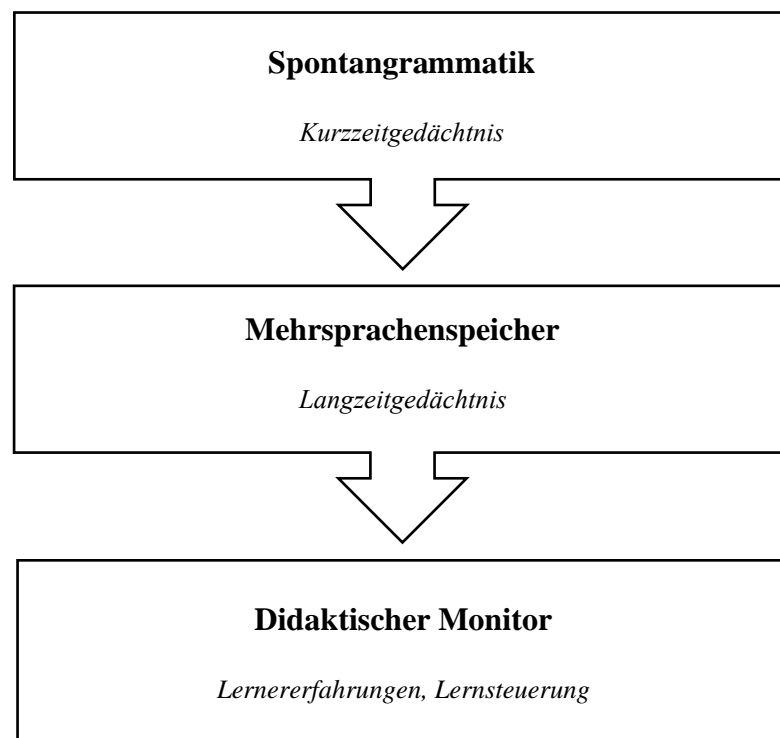 Spontangrammatik
Kurzzeitgedächtnis
Mehrsprachenspeicher
Langzeitgedächtnis
Didaktischer Monitor
Lernererfahrungen, Lernsteuerung